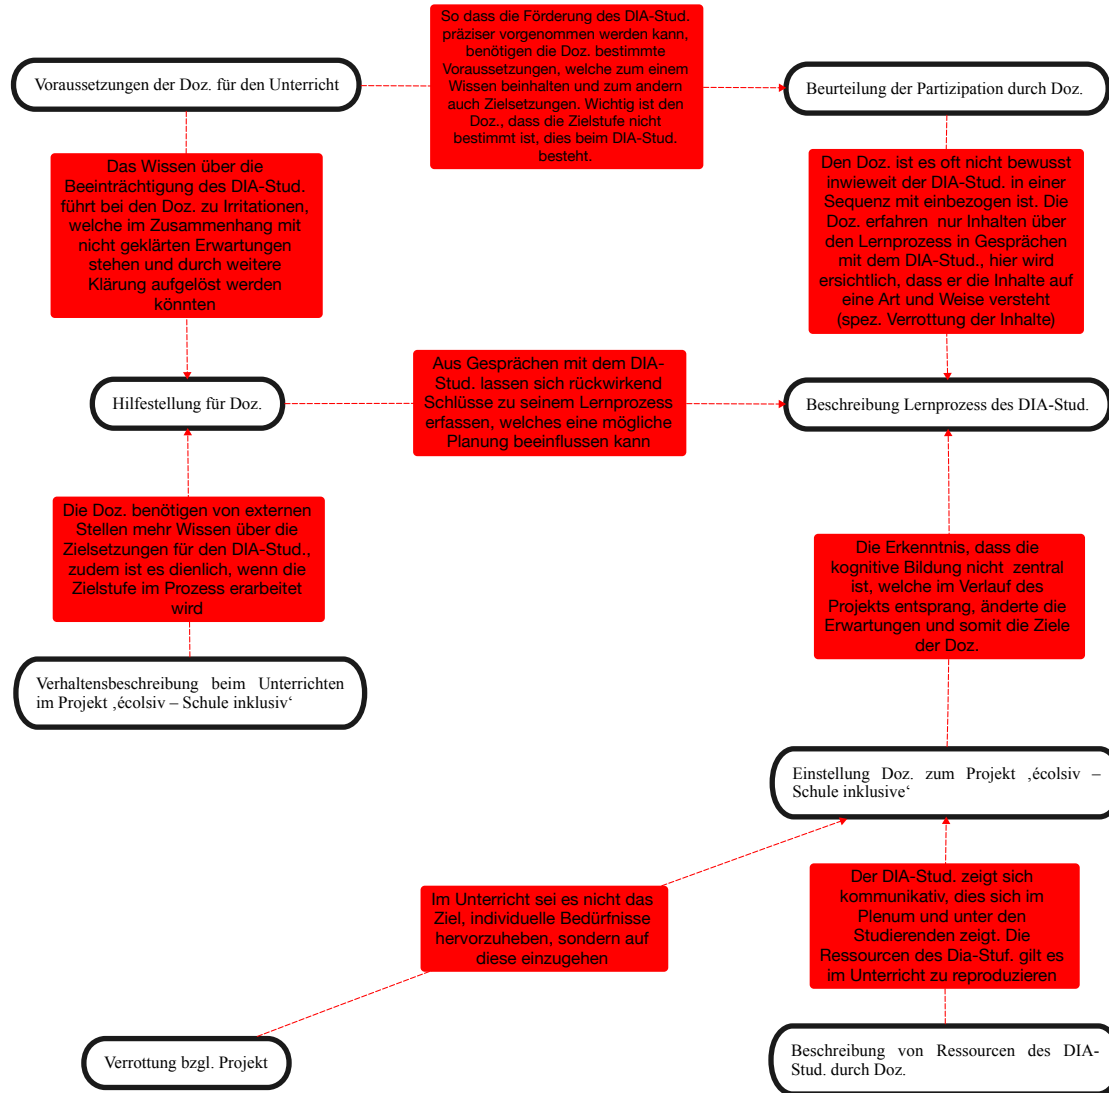 So dass die Förderung des DIA-Stud.
präziser vorgenommen werden kann,
benötigen die Doz. bestimmte
Voraussetzungen, welche zum einem
Wissen beinhalten und zum andern
auch Zielsetzungen. Wichtig ist den
Doz., dass die Zielstufe nicht
bestimmt ist, dies beim DIA-Stud.
besteht.
Voraussetzungen der Doz. für den Unterricht
Beurteilung der Partizipation durch Doz.
Das Wissen über die
Beeinträchtigung des DIA-Stud.
führt bei den Doz. zu Irritationen,
welche im Zusammenhang mit
nicht geklärten Erwartungen
stehen und durch weitere
Klärung aufgelöst werden
könnten
Den Doz. ist es oft nicht bewusst
inwieweit der DIA-Stud. in einer
Sequenz mit einbezogen ist. Die
Doz. erfahren  nur Inhalten über
den Lernprozess in Gesprächen
mit dem DIA-Stud., hier wird
ersichtlich, dass er die Inhalte auf
eine Art und Weise versteht
(spez. Verrottung der Inhalte)
Hilfestellung für Doz.
Aus Gesprächen mit dem DIA-
Stud. lassen sich rückwirkend
Schlüsse zu seinem Lernprozess
erfassen, welches eine mögliche
Planung beeinflussen kann
Beschreibung Lernprozess des DIA-Stud.
Die Doz. benötigen von externen
Stellen mehr Wissen über die
Zielsetzungen für den DIA-Stud.,
zudem ist es dienlich, wenn die
Zielstufe im Prozess erarbeitet
wird
Die Erkenntnis, dass die
kognitive Bildung nicht  zentral
ist, welche im Verlauf des
Projekts entsprang, änderte die
Erwartungen und somit die Ziele
der Doz.
Verhaltensbeschreibung beim Unterrichten
im Projekt ‚écolsiv – Schule inklusiv‘
Einstellung Doz. zum Projekt ‚écolsiv –
Schule inklusive‘
Im Unterricht sei es nicht das
Ziel, individuelle Bedürfnisse
hervorzuheben, sondern auf
diese einzugehen
Der DIA-Stud. zeigt sich
kommunikativ, dies sich im
Plenum und unter den
Studierenden zeigt. Die
Ressourcen des Dia-Stuf. gilt es
im Unterricht zu reproduzieren
Verrottung bzgl. Projekt
Beschreibung von Ressourcen des DIA-
Stud. durch Doz.